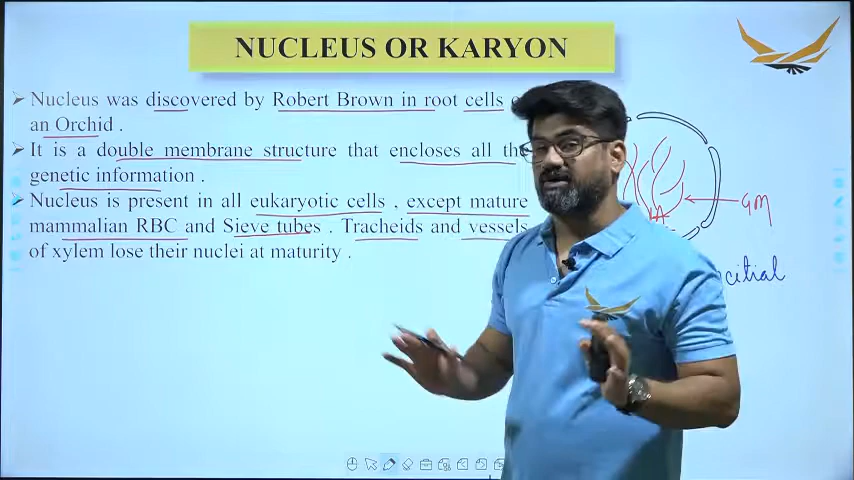 NUCLEUS OR KARYON
➢ Nucleus was discovered by Robert Brown in root cells
an Orchid .
➢ It is a double membrane structure that encloses all the
genetic information .
➢ Nucleus is present in all eukaryotic cells , except mature
mammalian RBC and Sieve tubes . Tracheids and vessels
of xylem lose their nuclei at maturity .
GM